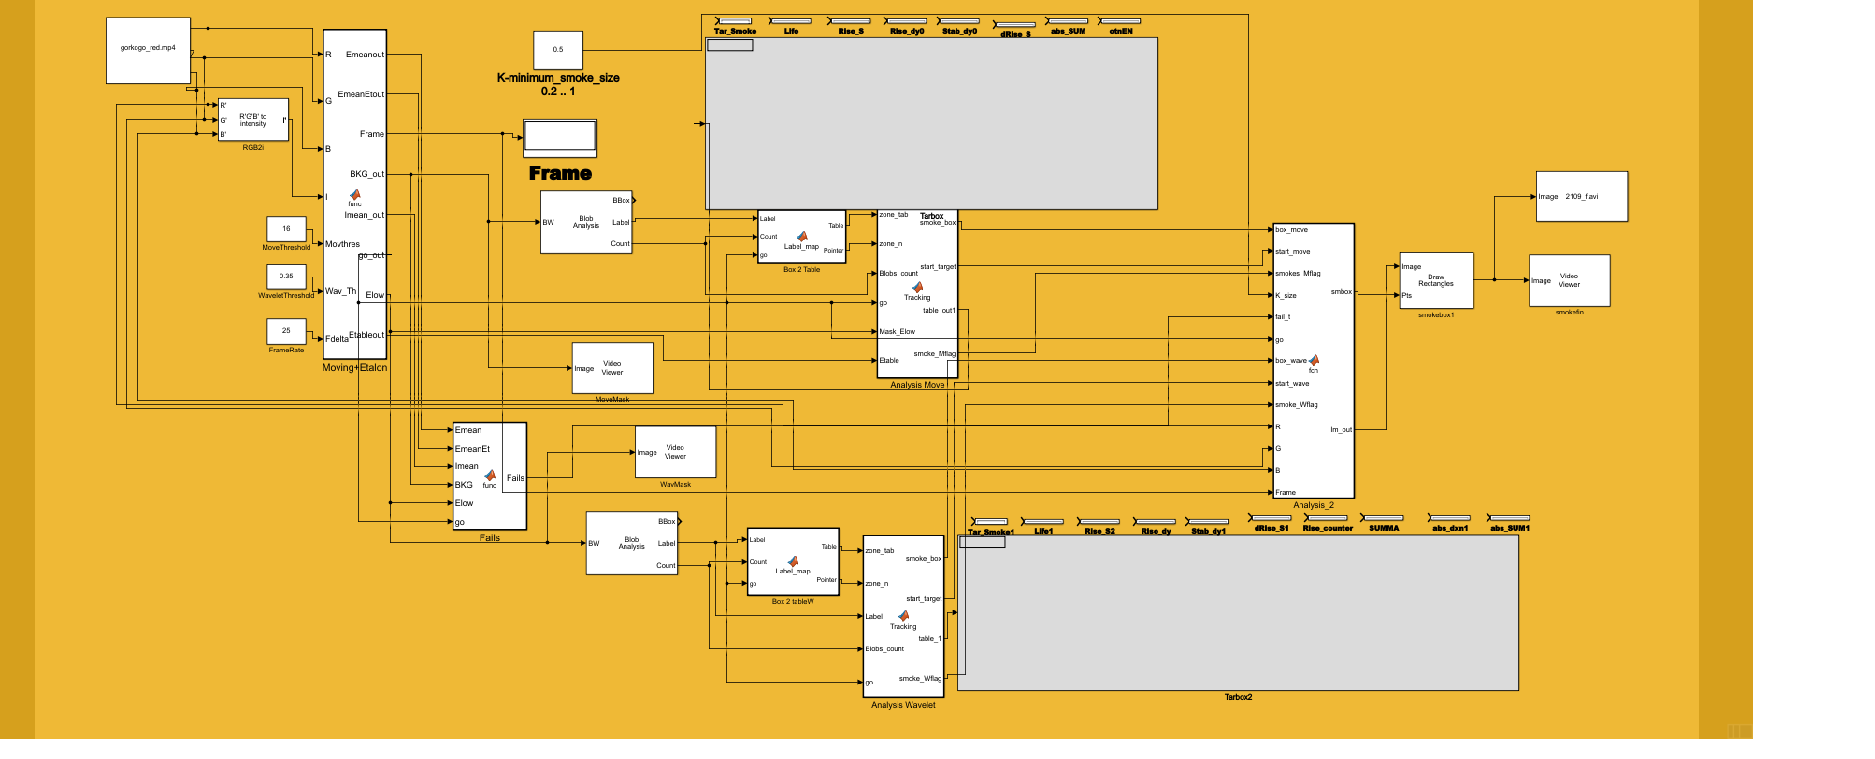 gorkogo_red.mp4
R'
G'
B'
R'G'B' to
intensity
I'
RGB2I
16
MoveThreshold
0.35
WaveletThreshold
25
FrameRate
R
G
B
I
Movthres
Wav_Th
Fdelta
Emeanout
EmeanEtout
Frame
BKG_out
Imean_out
go_out
Elow
Etableout
Moving+Etalon
0.5
K-minimum_smoke_size
0.2 .. 1
Frame
Tar_Smoke
Life
Rise_S
Rise_dy0
Stab_dy0
dRise_S
abs_SUM
Tarbox
BW
Blob
Analysis
BBox
Label
Count
Label
Count
go
Label_map
Table
Pointer
Box 2 Table
zone_tab
zone_n
Blobs_count
go
Mask_Elow
Etable
Tracking
smoke_box
start_target
table_out1
smoke_Mflag
Analysis Move
Image
Video
Viewer
MoveMask
Emean
EmeanEt
Imean
BKG
Elow
go
func
Fails
Fails
Image
Video
Viewer
WavMask
BW
Blob
Analysis
BBox
Label
Count
Label
Count
go
Label_map
Table
Pointer
Box 2 tableW
zone_tab
zone_n
Label
Blobs_count
go
Tracking
smoke_box
start_target
table_1
smoke_Wflag
Analysis Wavelet
box_move
start_move
smokes_Mflag
K_size
fail_t
go
box_wave
start_wave
smoke_Wflag
R
G
B
Frame
fcn
smbox
Im_out
Analysis_2
Image
Pts
Draw
Rectangles
smokebox1
Image
Image
Video
Viewer
Tar_Smoke1
Life1
Rise_S2
Rise_dy
Stab_dy1
dRise_S1
Rise_counter
SUMMA
abs_dxn1
abs_SUM1
Tarbox2